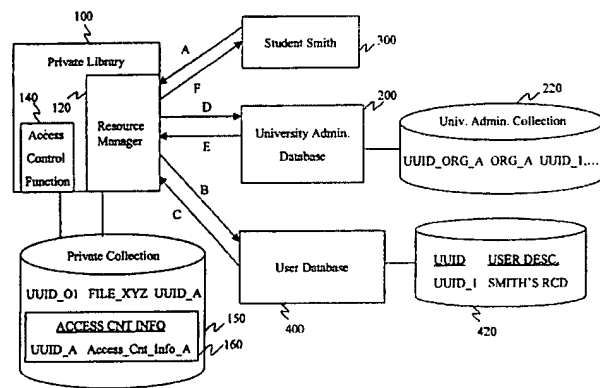 100
Private Library
140
120
Access
Control
Function
Resource
Manager
A
F
D
E
B
C
Student Smith
300
200
University Admin.
Database
220
Univ. Admin. Collection
UUID_ORG_A ORG_A UUID_1,...
Private Collection
UUID_O1 FILE_XYZ UUID_A
ACCESS CNT INFO
UUID_A Access_Cnt_Info_A
150
160
User Database
400
UUID USER DESC.
UUID_1 SMITH'S RCD
420